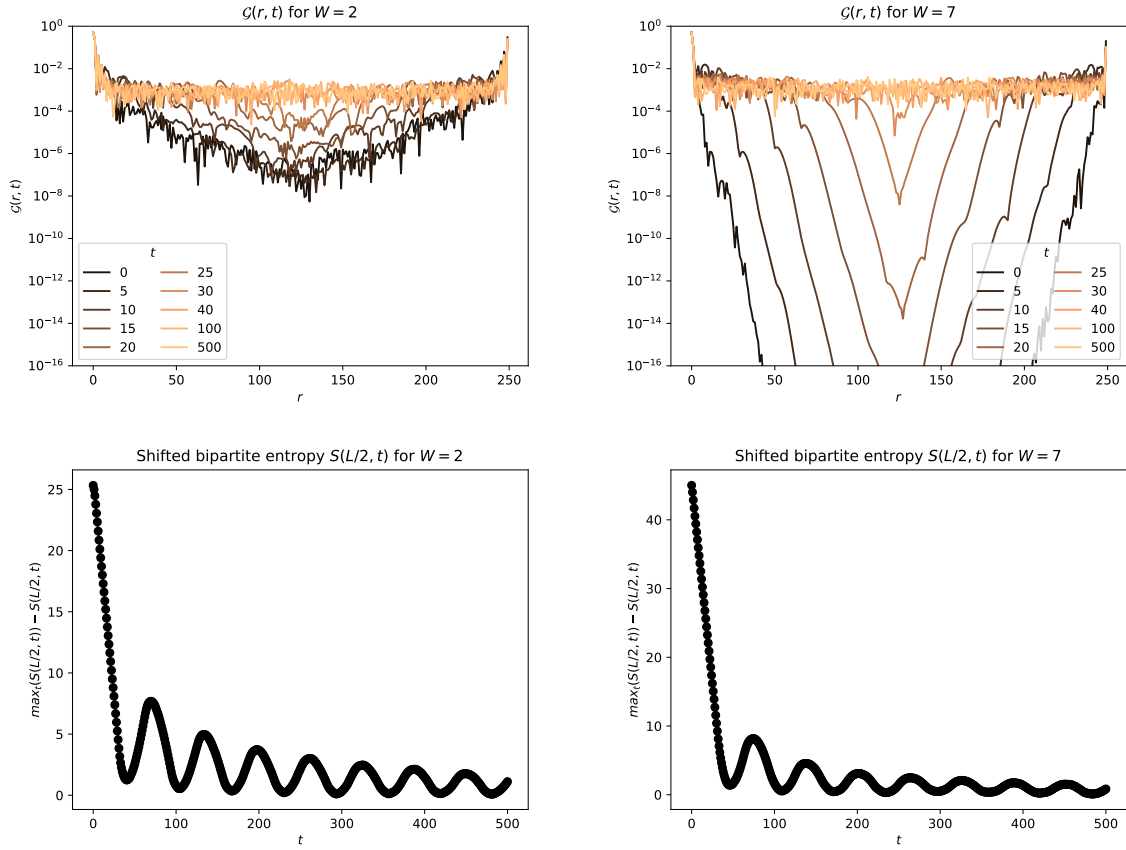 𝒢(r, t) for W = 2
𝒢(r, t)
10⁰
10⁻²
10⁻⁴
10⁻⁶
10⁻⁸
10⁻¹⁰
10⁻¹²
10⁻¹⁴
10⁻¹⁶
t
0 25
5 30
10 40
15 100
20 500
0 50 100 150 200 250
r
𝒢(r, t) for W = 7
𝒢(r, t)
10⁰
10⁻²
10⁻⁴
10⁻⁶
10⁻⁸
10⁻¹⁰
10⁻¹²
10⁻¹⁴
10⁻¹⁶
t
0 25
5 30
10 40
15 100
20 500
0 50 100 150 200 250
r
Shifted bipartite entropy S(L/2, t) for W = 2
max_t(S(L/2, t)) − S(L/2, t)
25
20
15
10
5
0
0 100 200 300 400 500
t
Shifted bipartite entropy S(L/2, t) for W = 7
max_t(S(L/2, t)) − S(L/2, t)
40
30
20
10
0
0 100 200 300 400 500
t